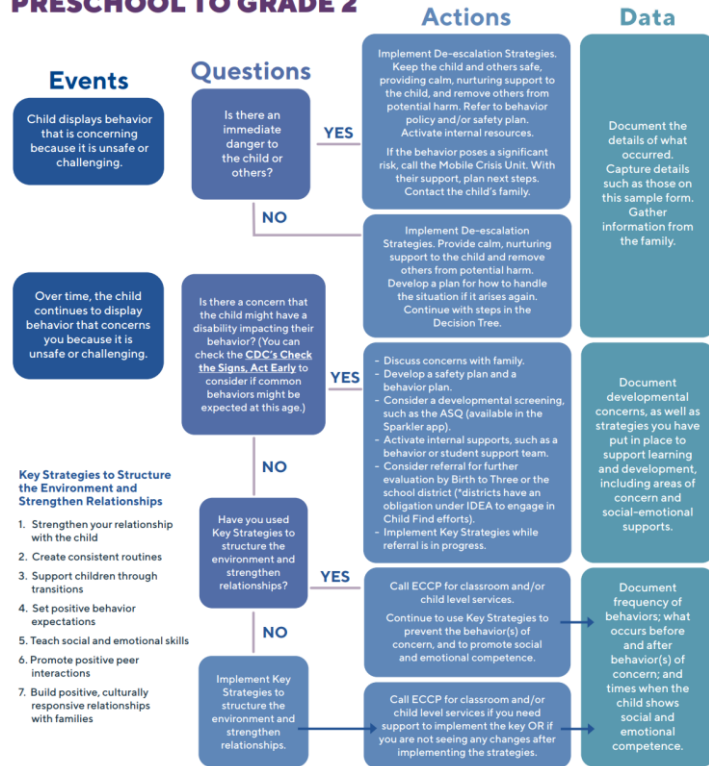 PRESCHOOL TO GRADE 2
Actions
Data
Events
Questions
Child displays behavior
that is concerning
because it is unsafe or
challenging.
Is there an
immediate
danger to
the child or
others?
YES
Implement De-escalation Strategies.
Keep the child and others safe,
providing calm, nurturing support to
the child, and remove others from
potential harm. Refer to behavior
policy and/or safety plan.
Activate internal resources.
If the behavior poses a significant
risk, call the Mobile Crisis Unit. With
their support, plan next steps.
Contact the child's family.
Document the
details of what
occurred.
Capture details
such as those on
this sample form.
Gather
information from
the family.
NO
Implement De-escalation
Strategies. Provide calm, nurturing
support to the child and remove
others from potential harm.
Develop a plan for how to handle
the situation if it arises again.
Continue with steps in the
Decision Tree.
Over time, the child
continues to display
behavior that concerns
you because it is
unsafe or challenging.
Is there a concern that
the child might have a
disability impacting their
behavior? (You can
check the CDC's Check
the Signs, Act Early to
consider if common
behaviors might be
expected at this age.)
YES
- Discuss concerns with family.
- Develop a safety plan and a
behavior plan.
- Consider a developmental screening,
such as the ASQ (available in the
Sparkler app).
- Activate internal supports, such as a
behavior or student support team.
- Consider referral for further
evaluation by Birth to Three or the
school district (*districts have an
obligation under IDEA to engage in
Child Find efforts).
- Implement Key Strategies while
referral is in progress.
Document
developmental
concerns, as well as
strategies you have
put in place to
support learning
and development,
including areas of
concern and
social-emotional
supports.
NO
Key Strategies to Structure
the Environment and
Strengthen Relationships
1. Strengthen your relationship
with the child
2. Create consistent routines
3. Support children through
transitions
4. Set positive behavior
expectations
5. Teach social and emotional skills
6. Promote positive peer
interactions
7. Build positive, culturally
responsive relationships
with families
Have you used
Key Strategies to
structure the
environment and
strengthen
relationships?
YES
Call ECCP for classroom and/or
child level services.
Continue to use Key Strategies to
prevent the behavior(s) of
concern, and to promote social
and emotional competence.
Document
frequency of
behaviors; what
occurs before
and after
behavior(s) of
concern; and
times when the
child shows
social and
emotional
competence.
NO
Implement Key
Strategies to
structure the
environment and
strengthen
relationships.
Call ECCP for classroom and/or
child level services if you need
support to implement the key OR if
you are not seeing any changes after
implementing the strategies.